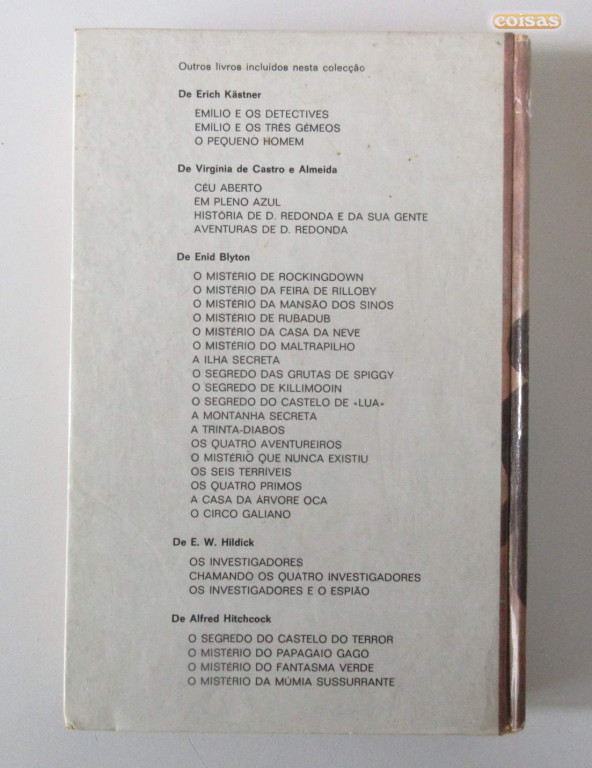 coisas
Outros livros incluídos nesta colecção
De Erich Kästner
EMÍLIO E OS DETECTIVES
EMÍLIO E OS TRÊS GÉMEOS
O PEQUENO HOMEM
De Virgínia de Castro e Almeida
CÉU ABERTO
EM PLENO AZUL
HISTÓRIA DE D. REDONDA E DA SUA GENTE
AVENTURAS DE D. REDONDA
De Enid Blyton
O MISTÉRIO DE ROCKINGDOWN
O MISTÉRIO DA FEIRA DE RILLOBY
O MISTÉRIO DA MANSÃO DOS SINOS
O MISTÉRIO DE RUBADUB
O MISTÉRIO DA CASA DA NEVE
O MISTÉRIO DO MALTRAPILHO
A ILHA SECRETA
O SEGREDO DAS GRUTAS DE SPIGGY
O SEGREDO DE KILLIMOOIN
O SEGREDO DO CASTELO DE «LUA»
A MONTANHA SECRETA
A TRINTA-DIABOS
OS QUATRO AVENTUREIROS
O MISTÉRIO QUE NUNCA EXISTIU
OS SEIS TERRÍVEIS
OS QUATRO PRIMOS
A CASA DA ÁRVORE OCA
O CIRCO GALIANO
De E. W. Hildick
OS INVESTIGADORES
CHAMANDO OS QUATRO INVESTIGADORES
OS INVESTIGADORES E O ESPIÃO
De Alfred Hitchcock
O SEGREDO DO CASTELO DO TERROR
O MISTÉRIO DO PAPAGAIO GAGO
O MISTÉRIO DO FANTASMA VERDE
O MISTÉRIO DA MÚMIA SUSSURRANTE